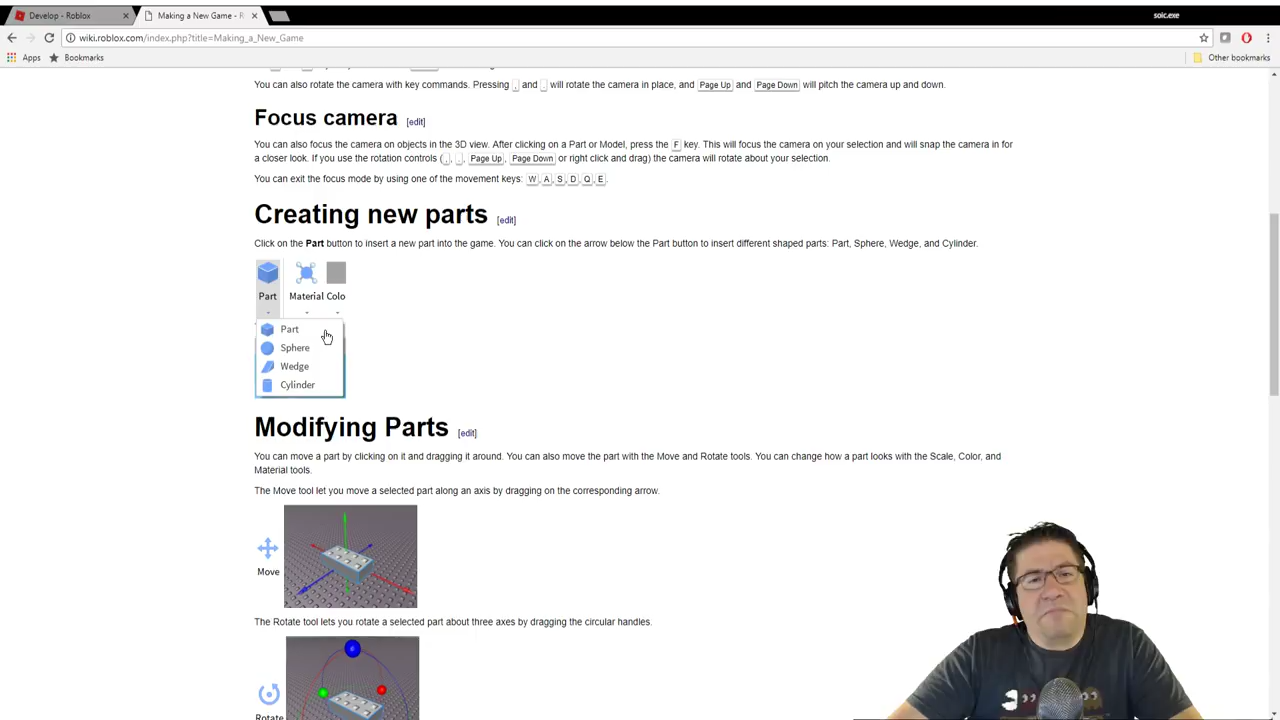 Develop - Roblox
Making a New Game - R
soic.exe
wiki.roblox.com/index.php?title=Making_a_New_Game
Apps
Bookmarks
Other bookmarks
You can also rotate the camera with key commands. Pressing , and . will rotate the camera in place, and Page Up and Page Down will pitch the camera up and down.
Focus camera [edit]
You can also focus the camera on objects in the 3D view. After clicking on a Part or Model, press the F key. This will focus the camera on your selection and will snap the camera in for
a closer look. If you use the rotation controls (,, ., Page Up, Page Down or right click and drag) the camera will rotate about your selection.
You can exit the focus mode by using one of the movement keys: W,A,S,D,Q,E.
Creating new parts [edit]
Click on the Part button to insert a new part into the game. You can click on the arrow below the Part button to insert different shaped parts: Part, Sphere, Wedge, and Cylinder.
Part Material Colo
Part
Sphere
Wedge
Cylinder
Modifying Parts [edit]
You can move a part by clicking on it and dragging it around. You can also move the part with the Move and Rotate tools. You can change how a part looks with the Scale, Color, and
Material tools.
The Move tool let you move a selected part along an axis by dragging on the corresponding arrow.
Move
The Rotate tool lets you rotate a selected part about three axes by dragging the circular handles.
Rotate